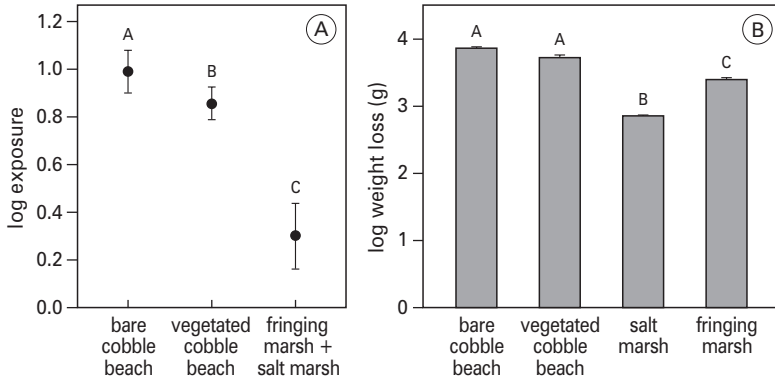 A
log exposure
1.2
1.0
0.8
0.6
0.4
0.2
0.0
A
B
C
bare
cobble
beach
vegetated
cobble
beach
fringing
marsh +
salt marsh
B
log weight loss (g)
4
3
2
1
0
A
A
B
C
bare
cobble
beach
vegetated
cobble
beach
salt
marsh
fringing
marsh